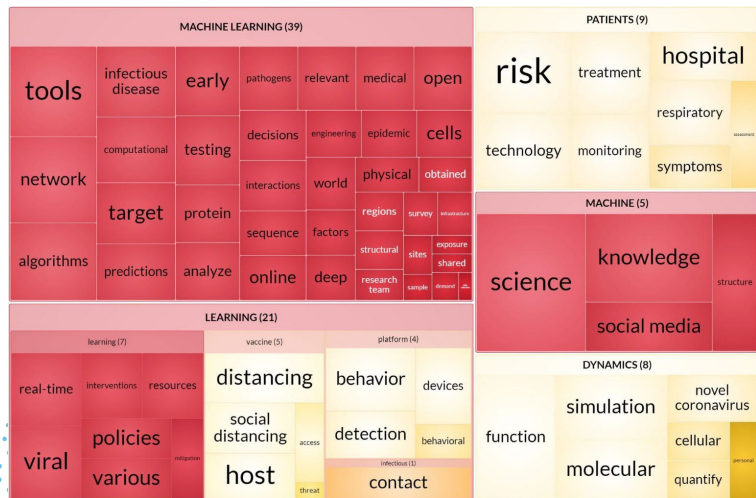 MACHINE LEARNING (39)
tools
infectious
disease
early
pathogens
relevant
medical
open
network
computational
testing
decisions
engineering
epidemic
cells
interactions
world
physical
obtained
target
protein
algorithms
predictions
analyze
sequence
factors
regions
survey
infrastructure
structural
sites
exposure
shared
online
deep
research
team
sample
demand
PATIENTS (9)
risk
treatment
hospital
technology
monitoring
respiratory
symptoms
assessment
MACHINE (5)
science
knowledge
social media
structure
LEARNING (21)
learning (7)
real-time
interventions
resources
viral
policies
various
mitigation
vaccine (5)
distancing
social
distancing
access
host
threat
platform (4)
behavior
devices
detection
behavioral
infectious (1)
contact
DYNAMICS (8)
function
simulation
novel
coronavirus
molecular
cellular
quantify
personal